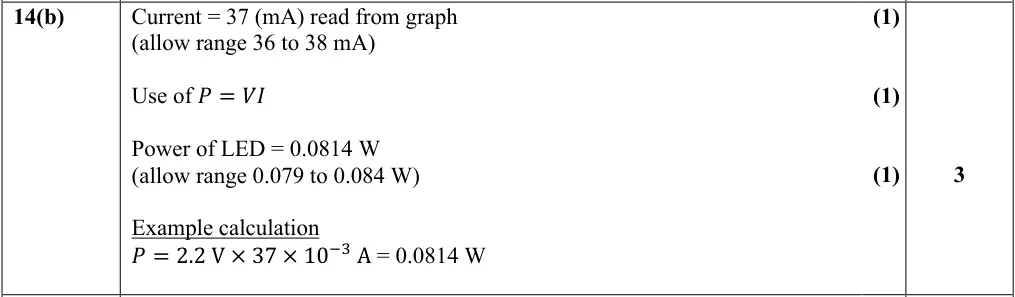 14(b) Current = 37 (mA) read from graph (1)
(allow range 36 to 38 mA)
Use of 𝑃 = 𝑉𝐼 (1)
Power of LED = 0.0814 W
(allow range 0.079 to 0.084 W) (1) 3
Example calculation
𝑃 = 2.2 V × 37 × 10⁻³ A = 0.0814 W